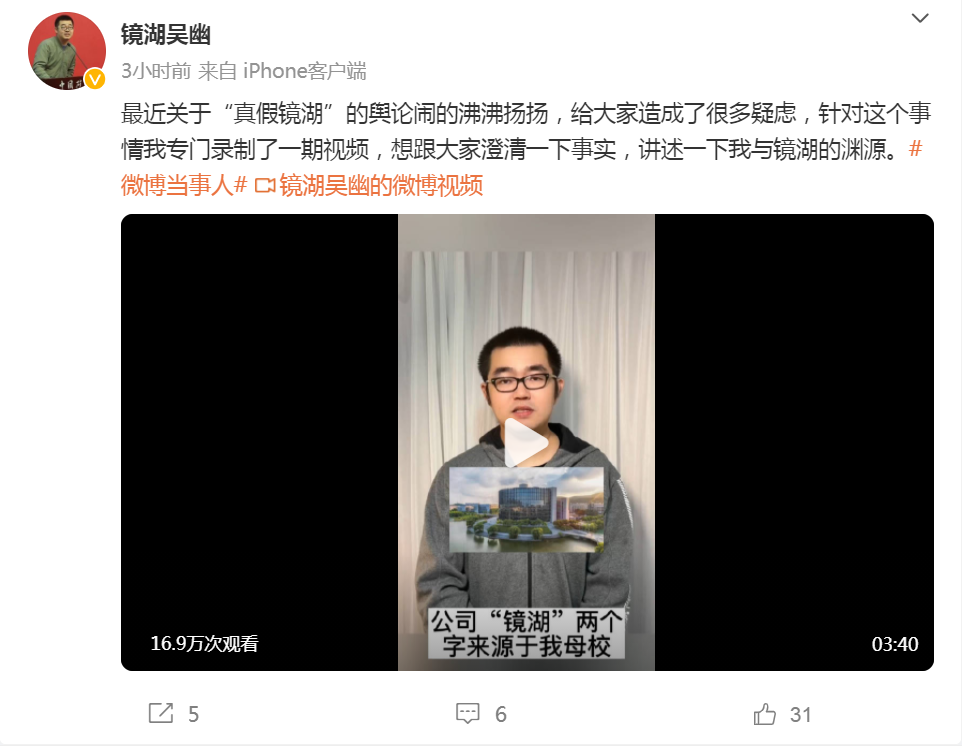 镜湖吴幽
3小时前 来自 iPhone客户端
最近关于“真假镜湖”的舆论闹的沸沸扬扬，给大家造成了很多疑虑，针对这个事
情我专门录制了一期视频，想跟大家澄清一下事实，讲述一下我与镜湖的渊源。#
微博当事人# 镜湖吴幽的微博视频
公司“镜湖”两个
字来源于我母校
16.9万次观看
03:40
5
6
31